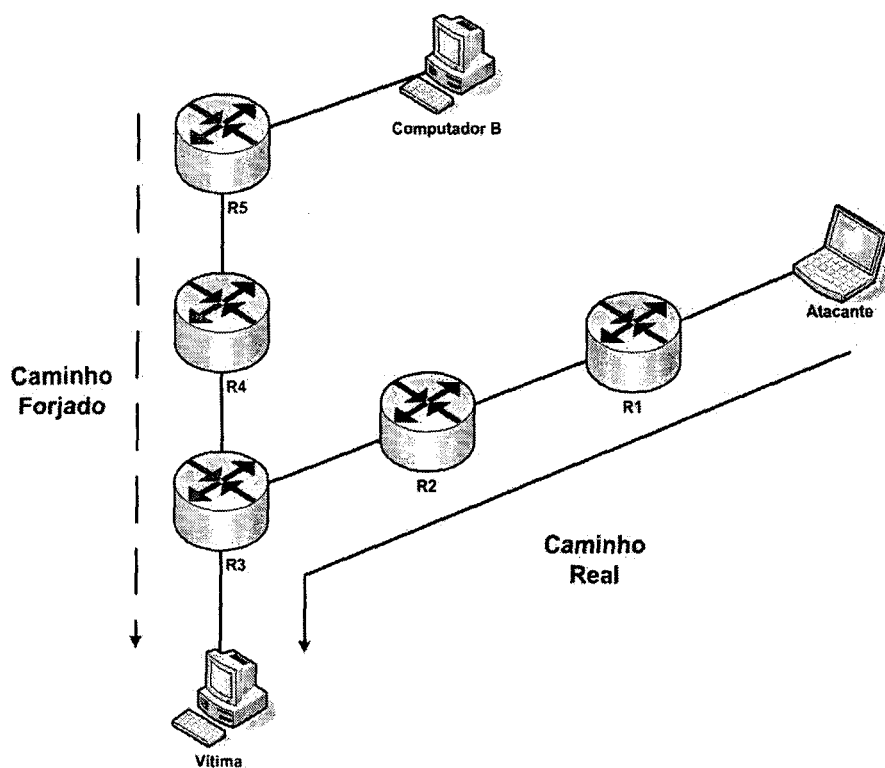 Computador B
R5
Atacante
R4
Caminho
Forjado
R1
R2
R3
Caminho
Real
Vítima